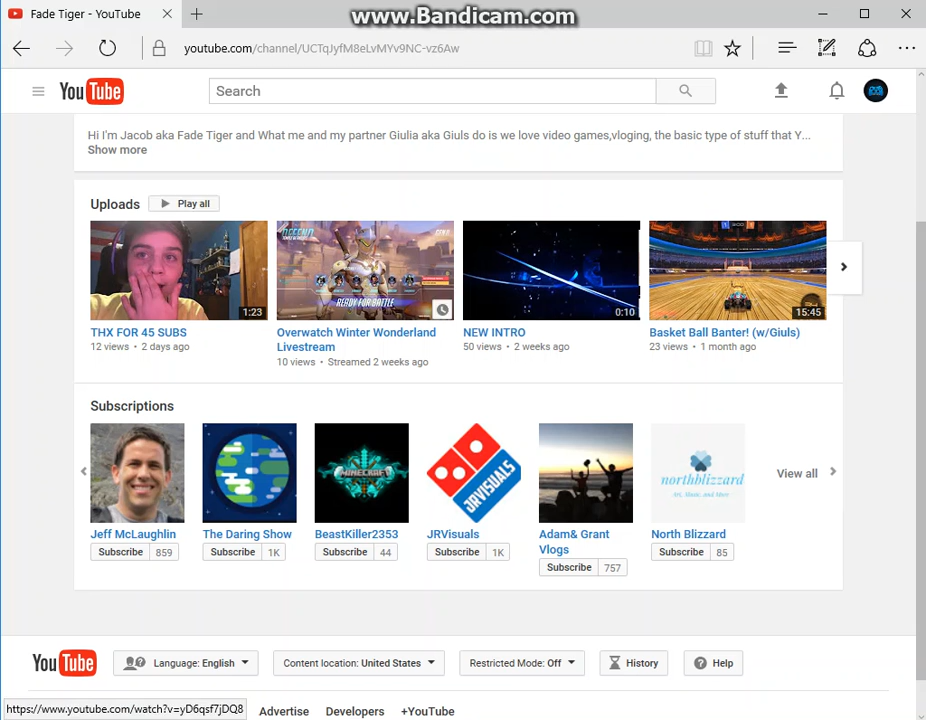 www.Bandicam.com
Fade Tiger - YouTube
youtube.com/channel/UCTqJyfM8eLvMYv9NC-vz6Aw
YouTube
Search
Hi I'm Jacob aka Fade Tiger and What me and my partner Giulia aka Giuls do is we love video games,vloging, the basic type of stuff that Y...
Show more
Uploads
Play all
DEFEND
READY FOR BATTLE
1:23
0:10
15:45
THX FOR 45 SUBS
12 views • 2 days ago
Overwatch Winter Wonderland
Livestream
10 views • Streamed 2 weeks ago
NEW INTRO
50 views • 2 weeks ago
Basket Ball Banter! (w/Giuls)
23 views • 1 month ago
Subscriptions
MINECRAFT
JRVISUALS
northblizzard
View all
Jeff McLaughlin
Subscribe 859
The Daring Show
Subscribe 1K
BeastKiller2353
Subscribe 44
JRVisuals
Subscribe 1K
Adam& Grant
Vlogs
Subscribe 757
North Blizzard
Subscribe 85
YouTube
Language: English
Content location: United States
Restricted Mode: Off
History
Help
https://www.youtube.com/watch?v=yD6qsf7jDQ8
Advertise
Developers
+YouTube